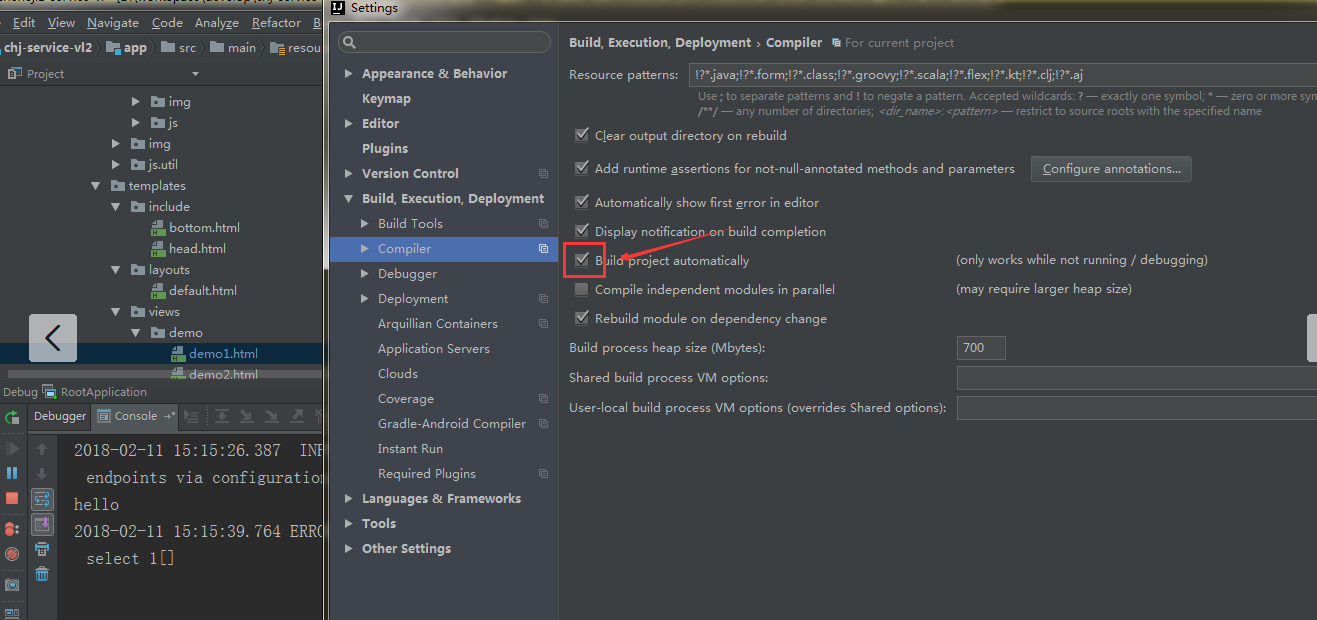 Settings
Edit View Navigate Code Analyze Refactor B
chj-service-vl2 app src main resou
Project
img
js
img
js.util
templates
include
bottom.html
head.html
layouts
default.html
views
demo
demo1.html
demo2.html
Debug RootApplication
Debugger Console
2018-02-11 15:15:26.387 INF
endpoints via configuration
hello
2018-02-11 15:15:39.764 ERRO
select 1[]
Appearance & Behavior
Keymap
Editor
Plugins
Version Control
Build, Execution, Deployment
Build Tools
Compiler
Debugger
Deployment
Arquillian Containers
Application Servers
Clouds
Coverage
Gradle-Android Compiler
Instant Run
Required Plugins
Languages & Frameworks
Tools
Other Settings
Build, Execution, Deployment › Compiler For current project
Resource patterns: !?*.java;!?*.form;!?*.class;!?*.groovy;!?*.scala;!?*.flex;!?*.kt;!?*.clj;!?*.aj
Use ; to separate patterns and ! to negate a pattern. Accepted wildcards: ? — exactly one symbol; * — zero or more sym
/**/ — any number of directories; <dir_name>:<pattern> — restrict to source roots with the specified name
Clear output directory on rebuild
Add runtime assertions for not-null-annotated methods and parameters Configure annotations...
Automatically show first error in editor
Display notification on build completion
Build project automatically (only works while not running / debugging)
Compile independent modules in parallel (may require larger heap size)
Rebuild module on dependency change
Build process heap size (Mbytes): 700
Shared build process VM options:
User-local build process VM options (overrides Shared options):